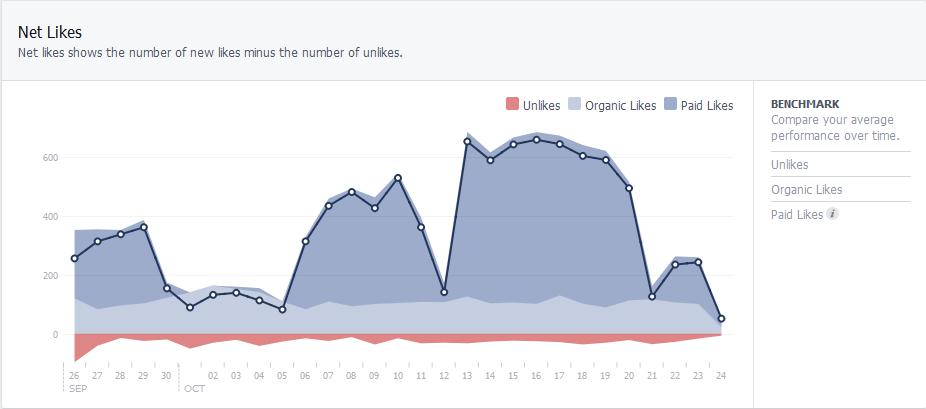 Net Likes
Net likes shows the number of new likes minus the number of unlikes.
Unlikes Organic Likes Paid Likes
600
400
200
0
26 27 28 29 30 02 03 04 05 06 07 08 09 10 11 12 13 14 15 16 17 18 19 20 21 22 23 24
SEP OCT
BENCHMARK
Compare your average
performance over time.
Unlikes
Organic Likes
Paid Likes i